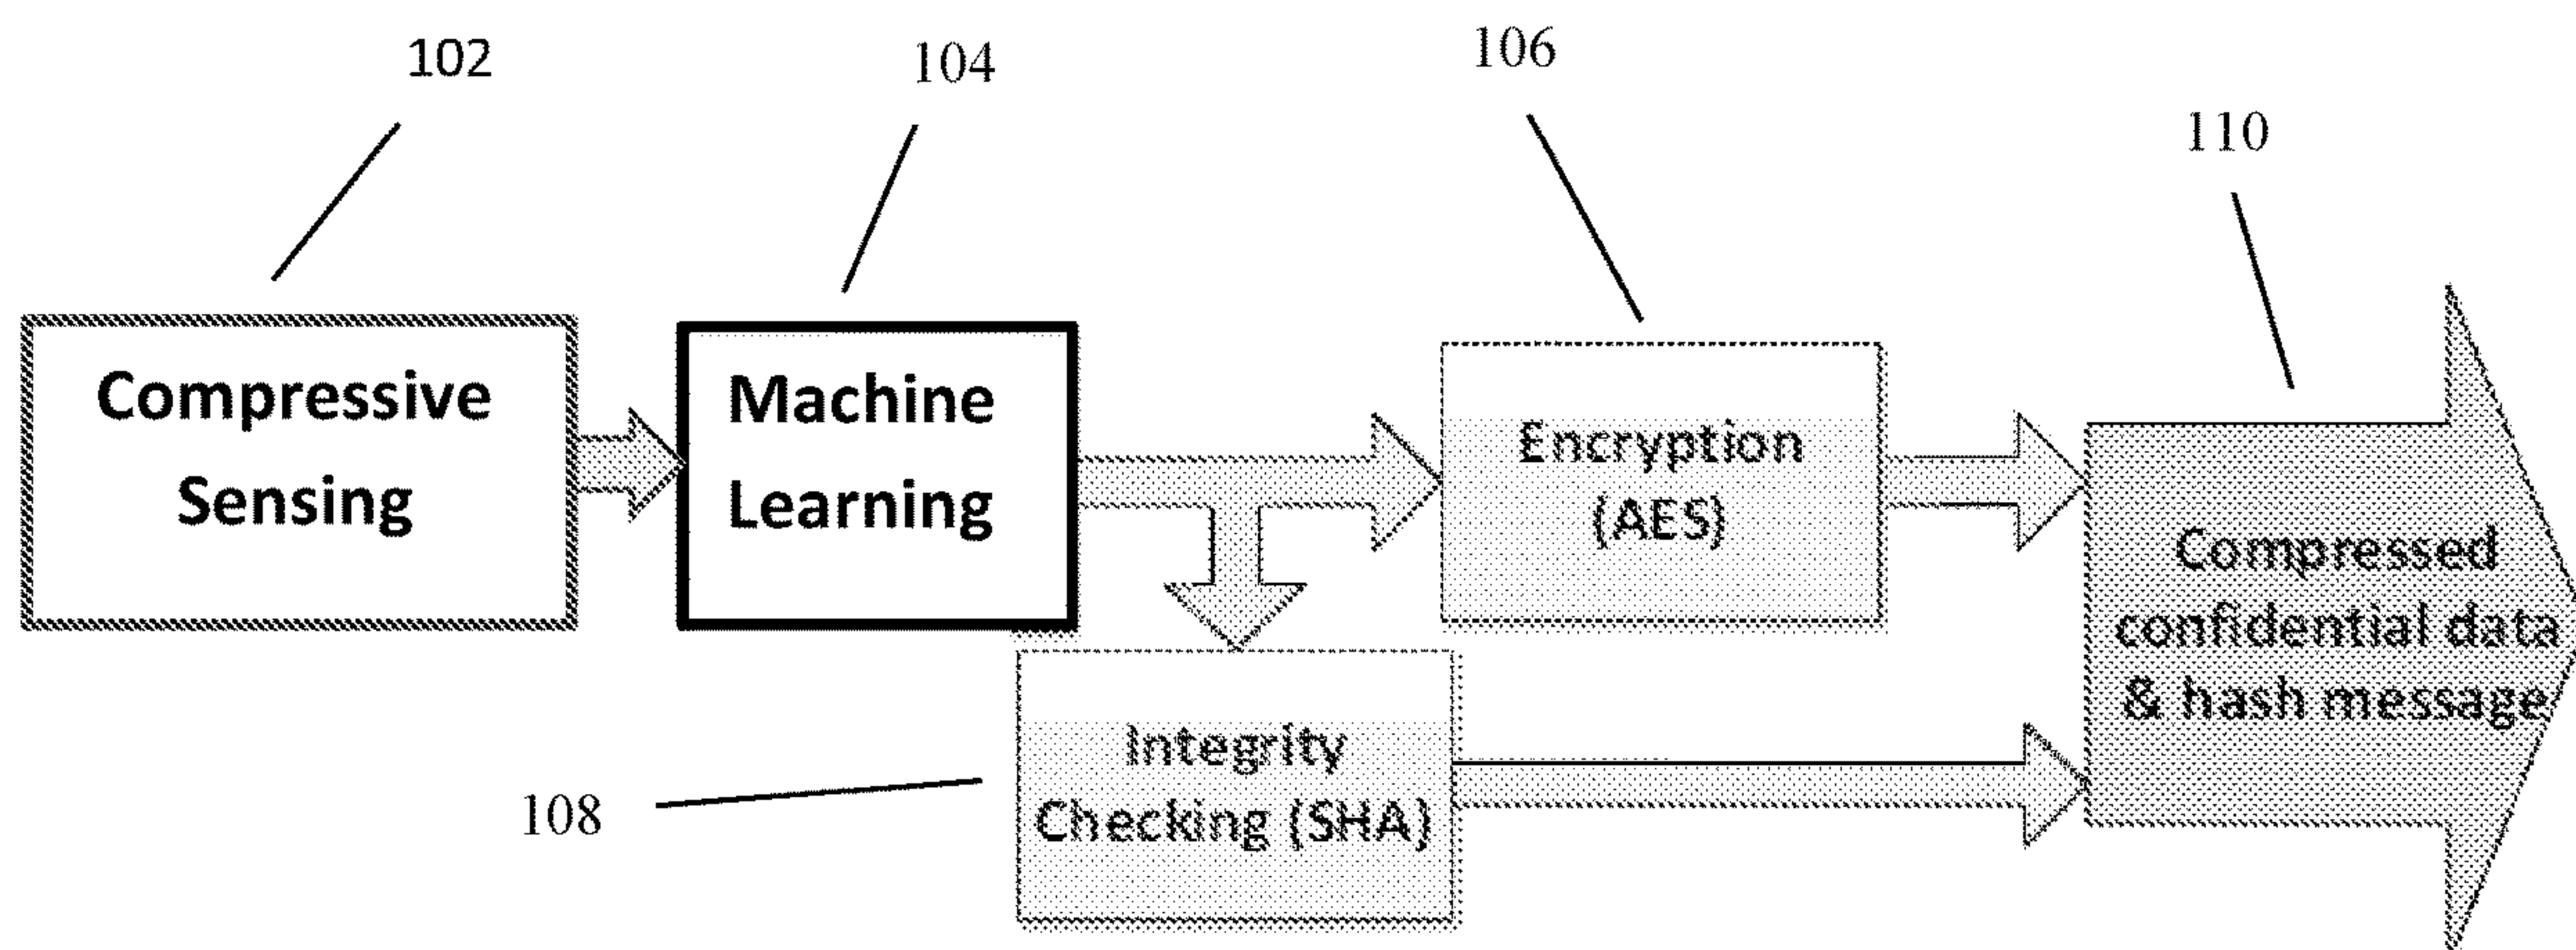 102
104
106
110
Compressive
Sensing
Machine
Learning
Encryption
(AES)
Compressed
confidential data
& hash message
Integrity
Checking (SHA)
108